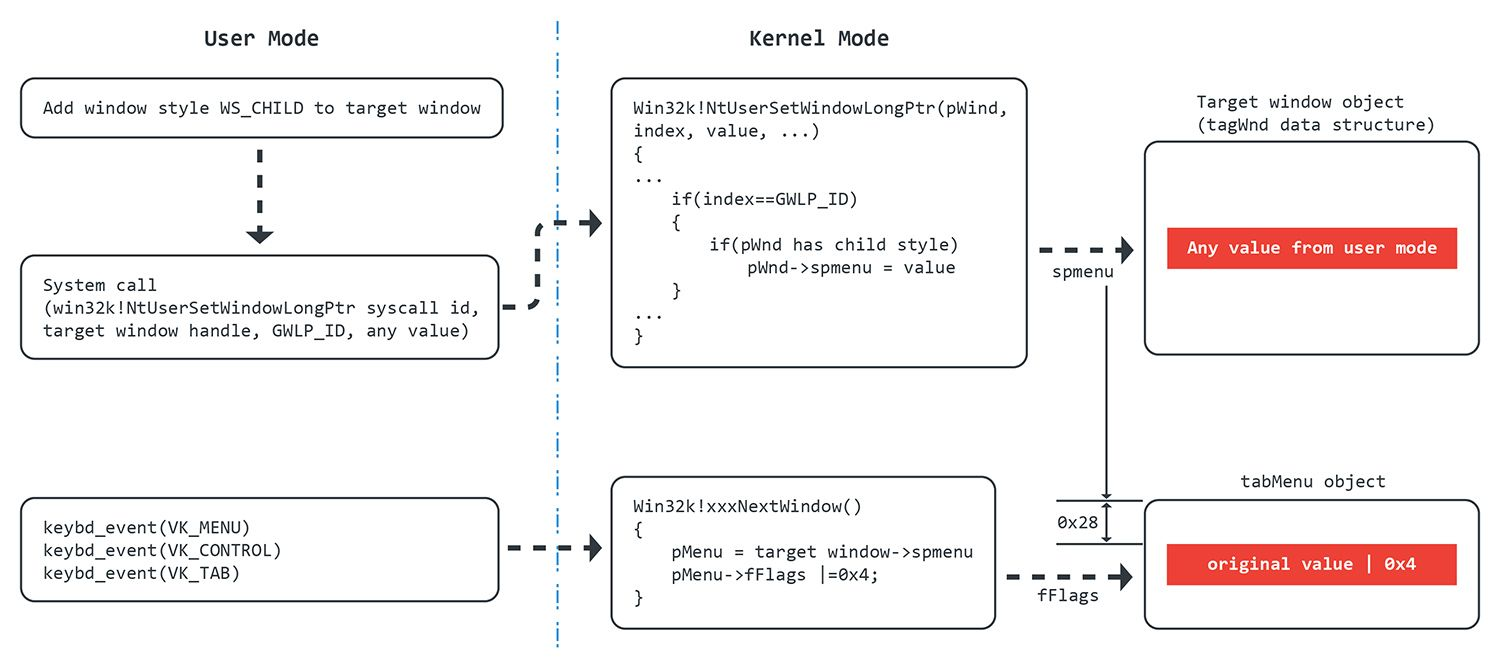 User Mode
Kernel Mode
Add window style WS_CHILD to target window
System call
(win32k!NtUserSetWindowLongPtr syscall id,
target window handle, GWLP_ID, any value)
Win32k!NtUserSetWindowLongPtr(pWind,
index, value, ...)
{
...
if(index==GWLP_ID)
{
if(pWnd has child style)
pWnd->spmenu = value
}
...
}
spmenu
Target window object
(tagWnd data structure)
Any value from user mode
keybd_event(VK_MENU)
keybd_event(VK_CONTROL)
keybd_event(VK_TAB)
Win32k!xxxNextWindow()
{
pMenu = target window->spmenu
pMenu->fFlags |=0x4;
}
0x28
fFlags
tabMenu object
original value | 0x4